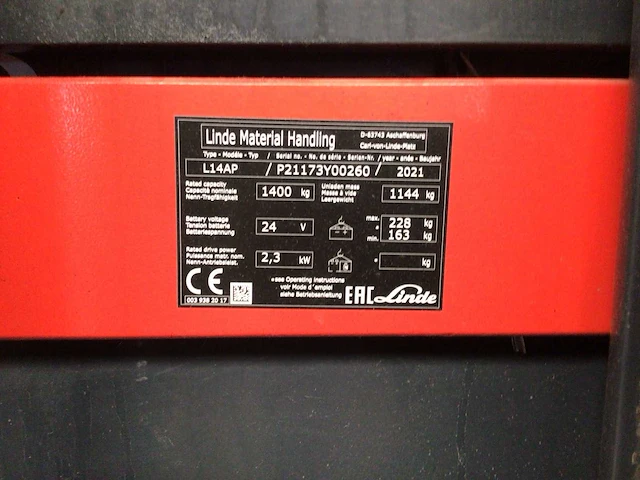 Linde Material Handling
D-63743 Aschaffenburg
Carl-von-Linde-Platz
Type - Modèle - Typ / Serial no. - No. de série - Serien-Nr. / year - année - Baujahr
L14AP / P21173Y00260 / 2021
Rated capacity
Capacité nominale
Nenn-Tragfähigkeit
1400 kg
Unladen mass
Masse à vide
Leergewicht
1144 kg
Battery voltage
Tension batterie
Batteriespannung
24 V
max. 228 kg
*
min. 163 kg
Rated drive power
Puissance matr. nom.
Nenn-Antriebsleist.
2,3 kW
* kg
*see Operating instructions
voir Mode d'emploi
siehe Betriebsanleitung
CE
003 938 20 17
EAC Linde